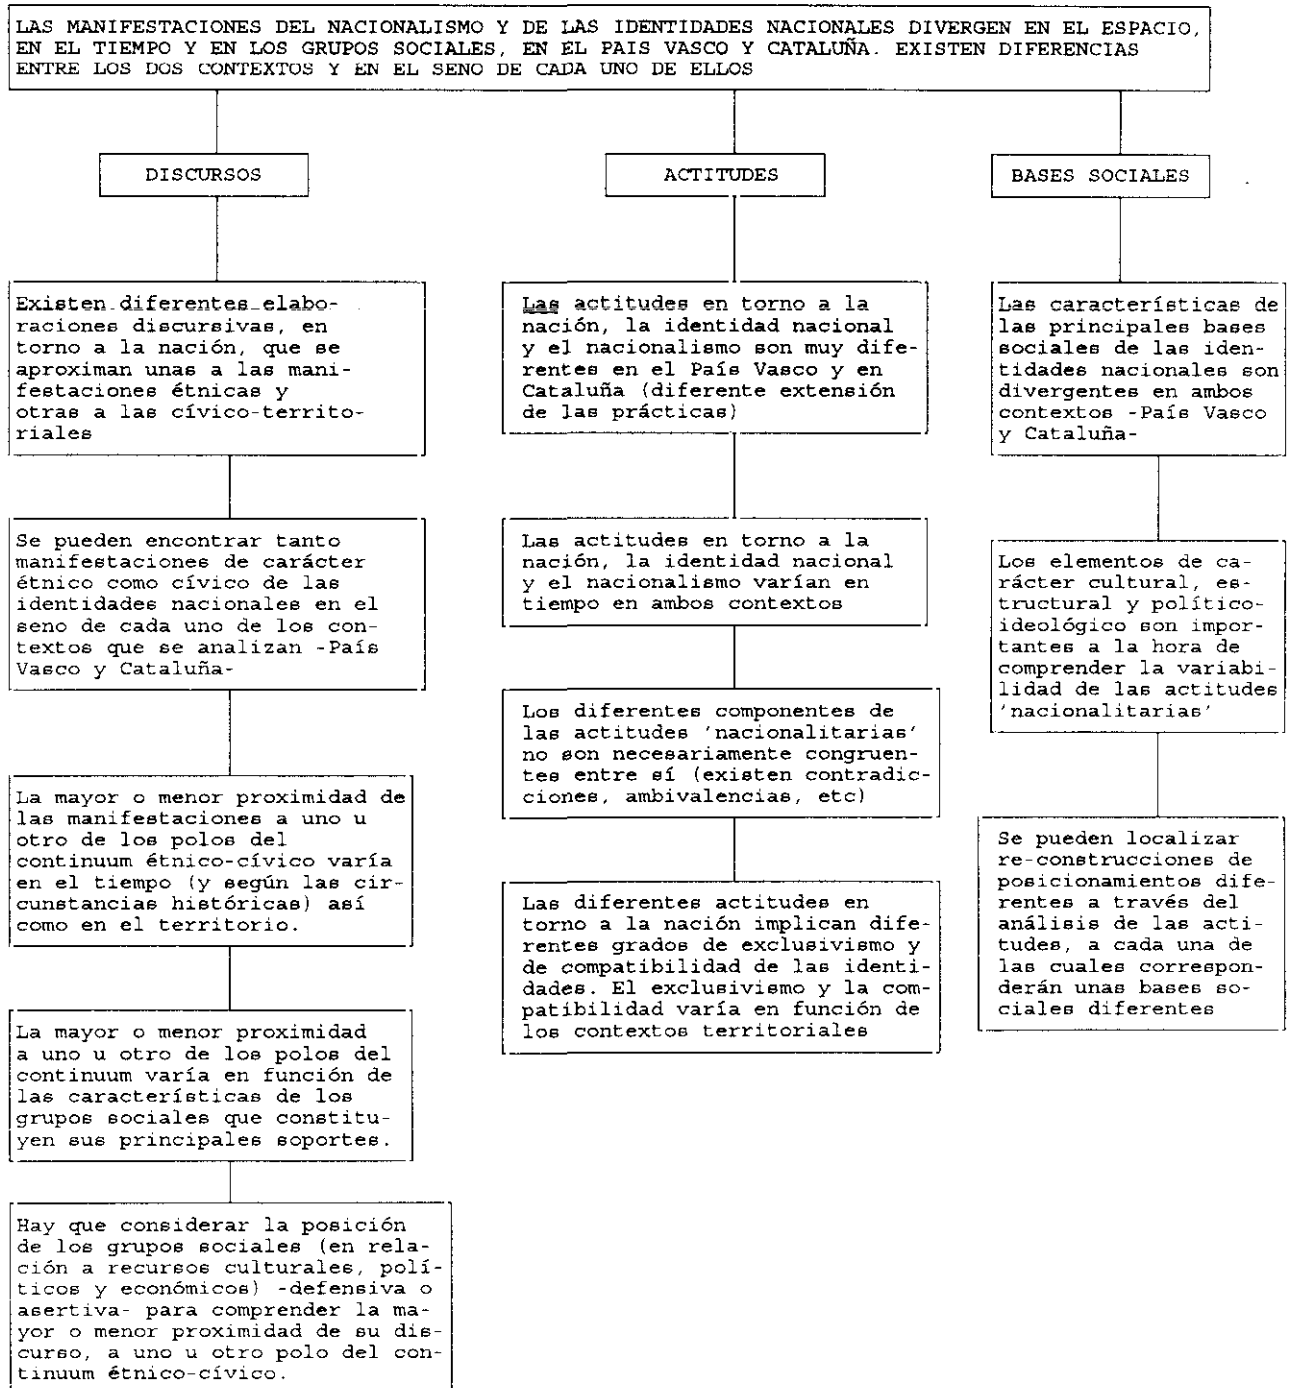 LAS MANIFESTACIONES DEL NACIONALISMO Y DE LAS IDENTIDADES NACIONALES DIVERGEN EN EL ESPACIO,
EN EL TIEMPO Y EN LOS GRUPOS SOCIALES, EN EL PAIS VASCO Y CATALUÑA. EXISTEN DIFERENCIAS
ENTRE LOS DOS CONTEXTOS Y EN EL SENO DE CADA UNO DE ELLOS
DISCURSOS
Existen diferentes elabo-
raciones discursivas, en
torno a la nación, que se
aproximan unas a las mani-
festaciones étnicas y
otras a las cívico-territo-
riales
Se pueden encontrar tanto
manifestaciones de carácter
étnico como cívico de las
identidades nacionales en el
seno de cada uno de los con-
textos que se analizan -País
Vasco y Cataluña-
La mayor o menor proximidad de
las manifestaciones a uno u
otro de los polos del
continuum étnico-cívico varía
en el tiempo (y según las cir-
cunstancias históricas) así
como en el territorio.
La mayor o menor proximidad
a uno u otro de los polos del
continuum varía en función de
las características de los
grupos sociales que constitu-
yen sus principales soportes.
Hay que considerar la posición
de los grupos sociales (en rela-
ción a recursos culturales, polí-
ticos y económicos) -defensiva o
asertiva- para comprender la ma-
yor o menor proximidad de su dis-
curso, a uno u otro polo del con-
tinuum étnico-cívico.
ACTITUDES
Las actitudes en torno a la
nación, la identidad nacional
y el nacionalismo son muy dife-
rentes en el País Vasco y en
Cataluña (diferente extensión
de las prácticas)
Las actitudes en torno a la
nación, la identidad nacional
y el nacionalismo varían en
tiempo en ambos contextos
Los diferentes componentes de
las actitudes 'nacionalitarias'
no son necesariamente congruen-
tes entre sí (existen contradic-
ciones, ambivalencias, etc)
Las diferentes actitudes en
torno a la nación implican dife-
rentes grados de exclusivismo y
de compatibilidad de las identi-
dades. El exclusivismo y la com-
patibilidad varía en función de
los contextos territoriales
BASES SOCIALES
Las características de
las principales bases
sociales de las iden-
tidades nacionales son
divergentes en ambos
contextos -País Vasco
y Cataluña-
Los elementos de ca-
rácter cultural, es-
tructural y político-
ideológico son impor-
tantes a la hora de
comprender la variabi-
lidad de las actitudes
'nacionalitarias'
Se pueden localizar
re-construcciones de
posicionamientos dife-
rentes a través del
análisis de las acti-
tudes, a cada una de
las cuales correspon-
derán unas bases so-
ciales diferentes